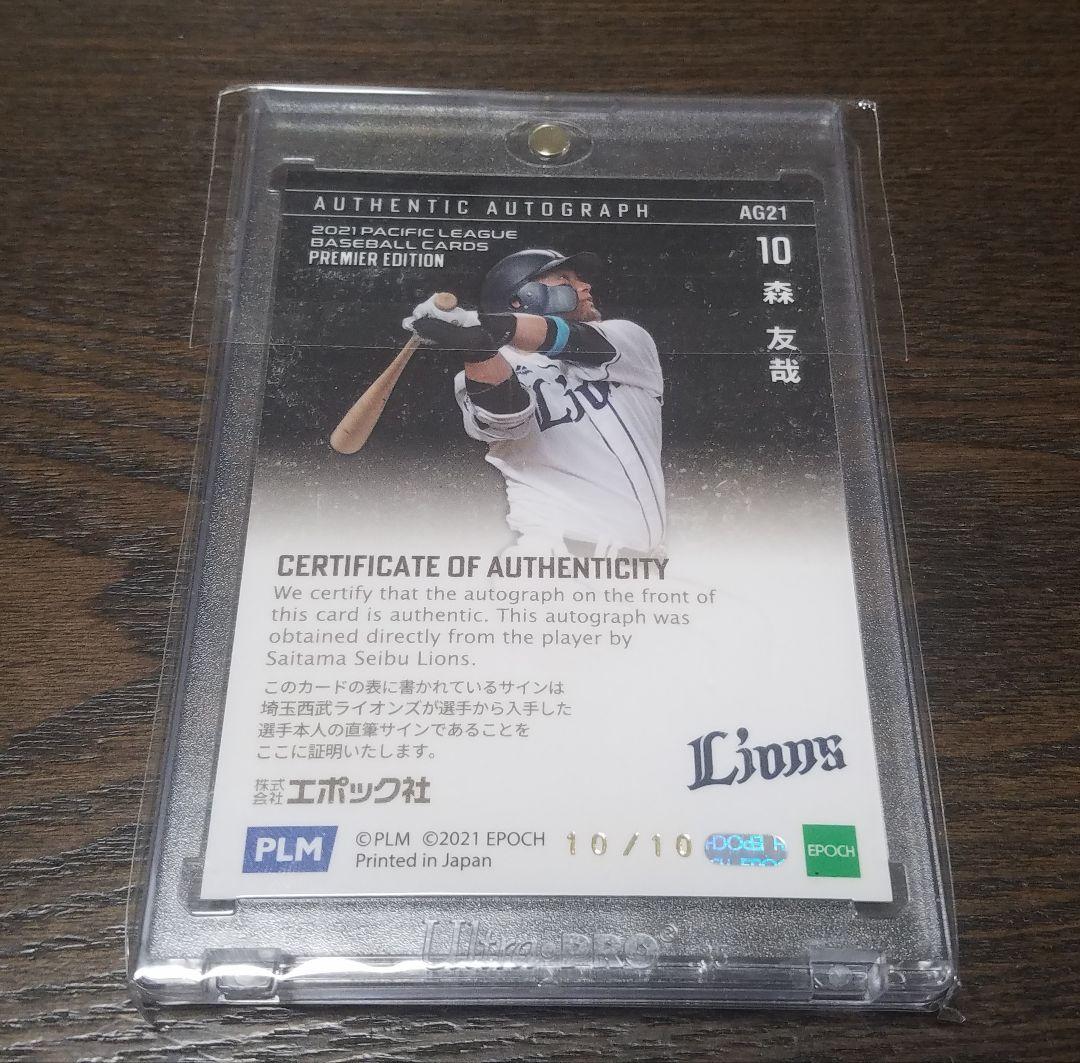 AUTHENTIC AUTOGRAPH AG21
2021 PACIFIC LEAGUE
BASEBALL CARDS
PREMIER EDITION
10
森 友哉
Lions
CERTIFICATE OF AUTHENTICITY
We certify that the autograph on the front of
this card is authentic. This autograph was
obtained directly from the player by
Saitama Seibu Lions.
このカードの表に書かれているサインは
埼玉西武ライオンズが選手から入手した
選手本人の直筆サインであることを
ここに証明いたします。
Lions
株式会社 エポック社
PLM
©PLM ©2021 EPOCH
Printed in Japan
10/10
EPOCH
EPOCH
Ultra•PRO®